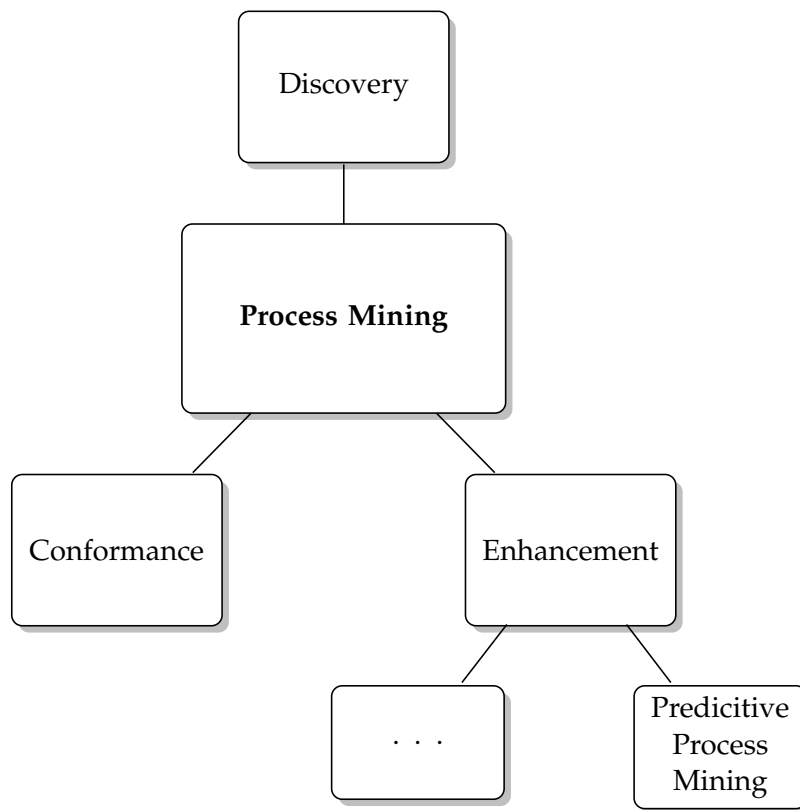 Discovery
Process Mining
Conformance
Enhancement
. . .
Predicitive
Process
Mining